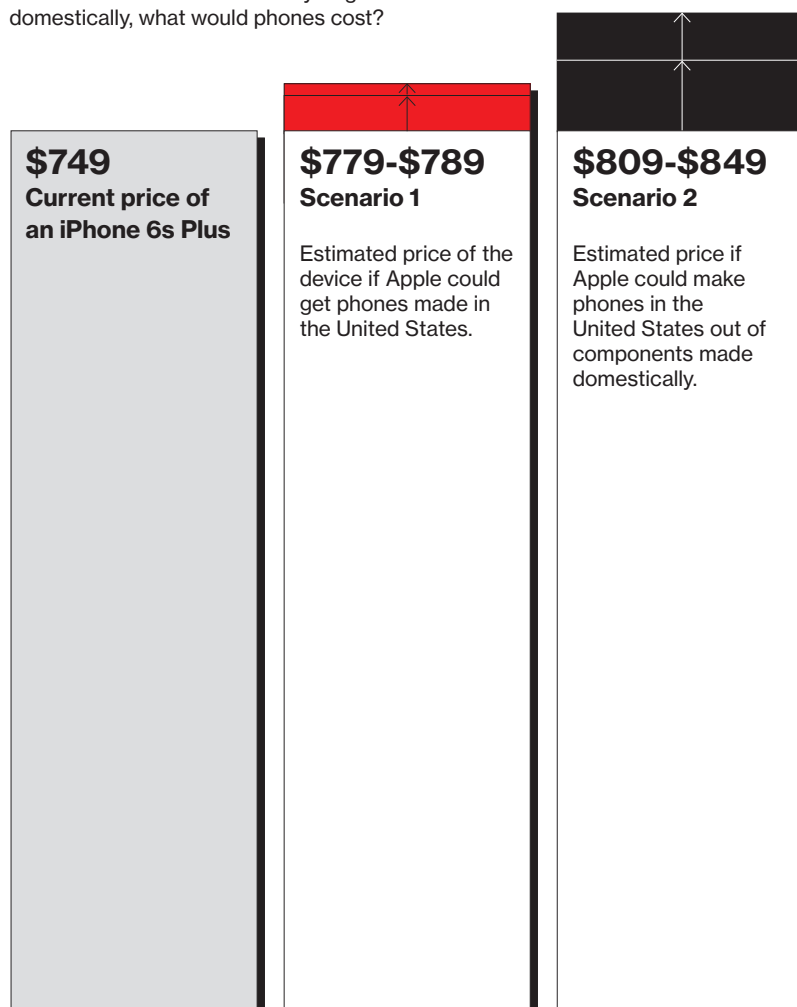 domestically, what would phones cost?
$749
Current price of
an iPhone 6s Plus
$779-$789
Scenario 1
Estimated price of the
device if Apple could
get phones made in
the United States.
$809-$849
Scenario 2
Estimated price if
Apple could make
phones in the
United States out of
components made
domestically.